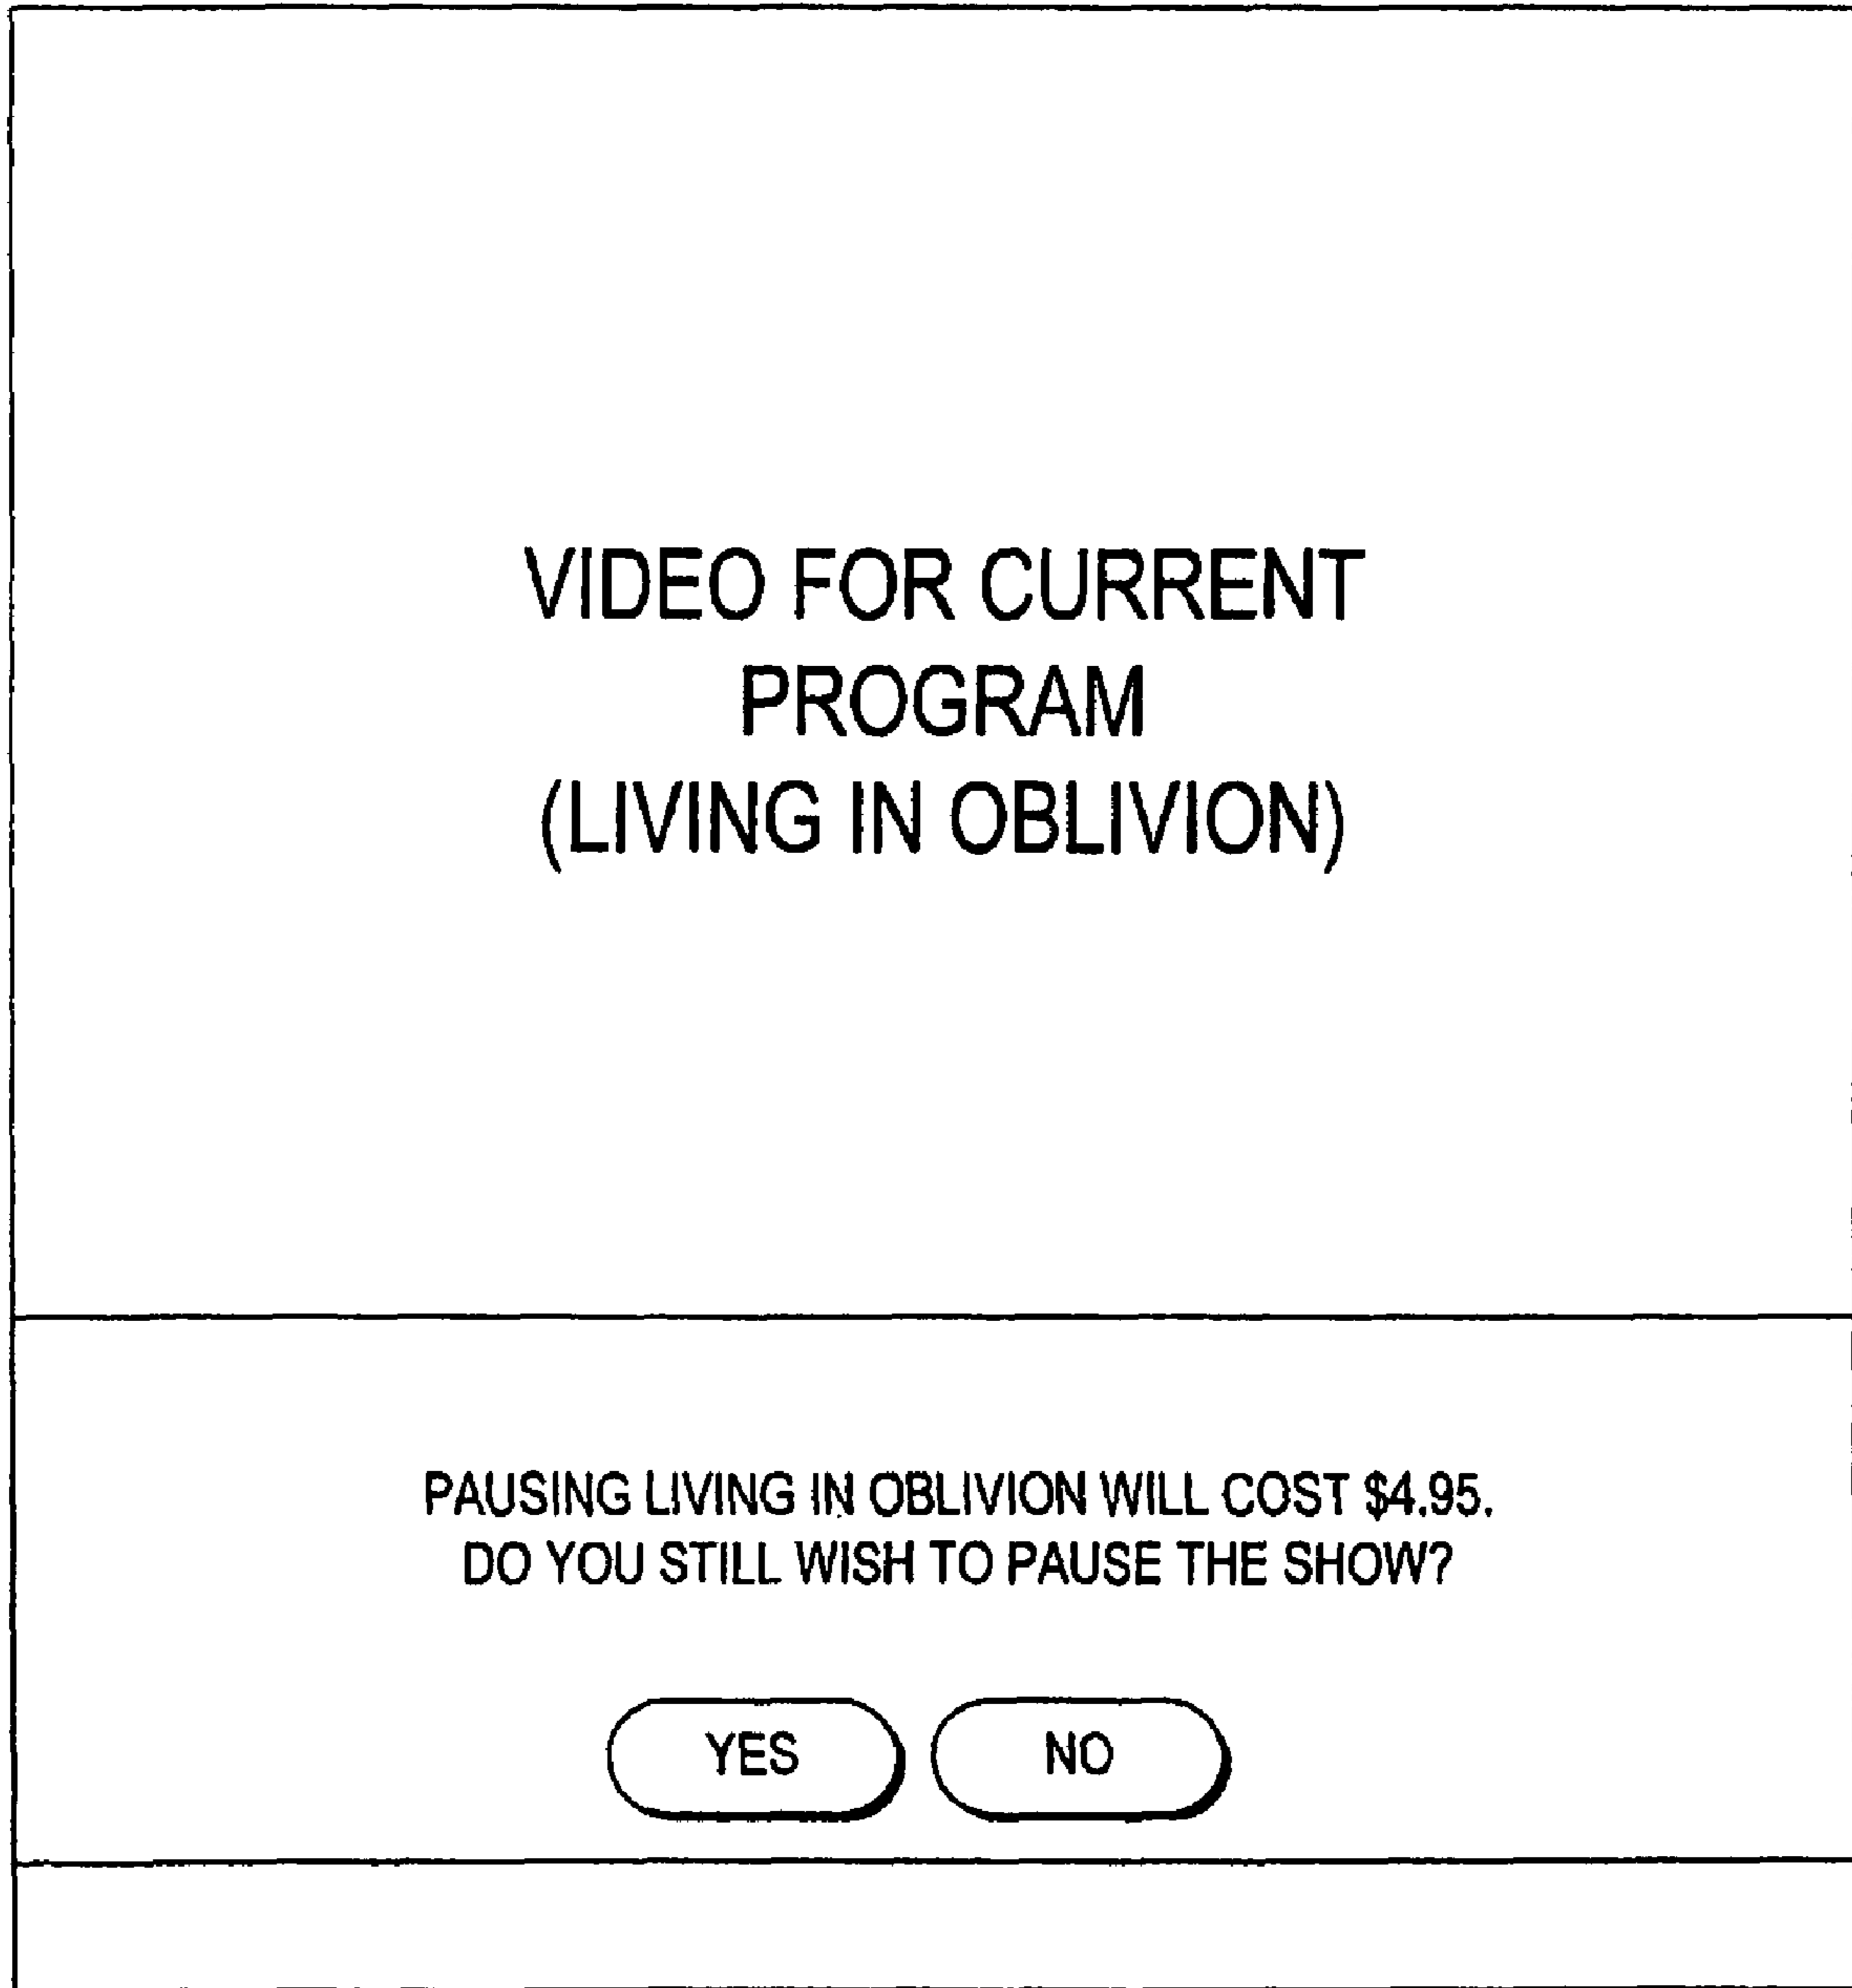 VIDEO FOR CURRENT
PROGRAM
(LIVING IN OBLIVION)
PAUSING LIVING IN OBLIVION WILL COST $4.95.
DO YOU STILL WISH TO PAUSE THE SHOW?
YES NO